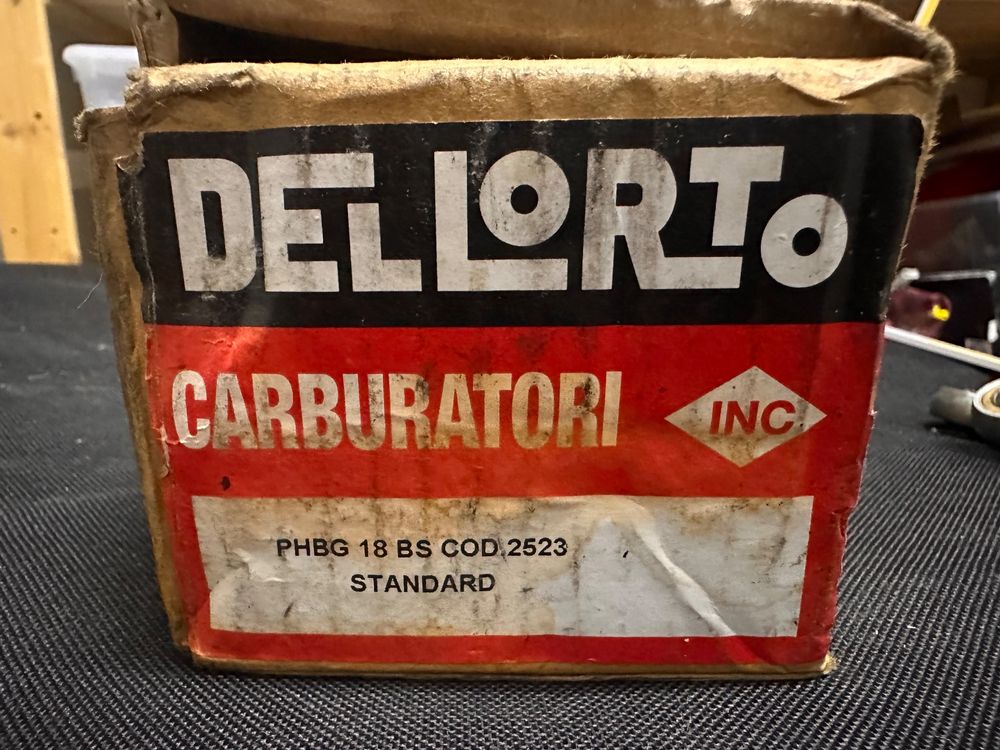 DELLORTO
CARBURATORI
INC
PHBG 18 BS COD.2523
STANDARD